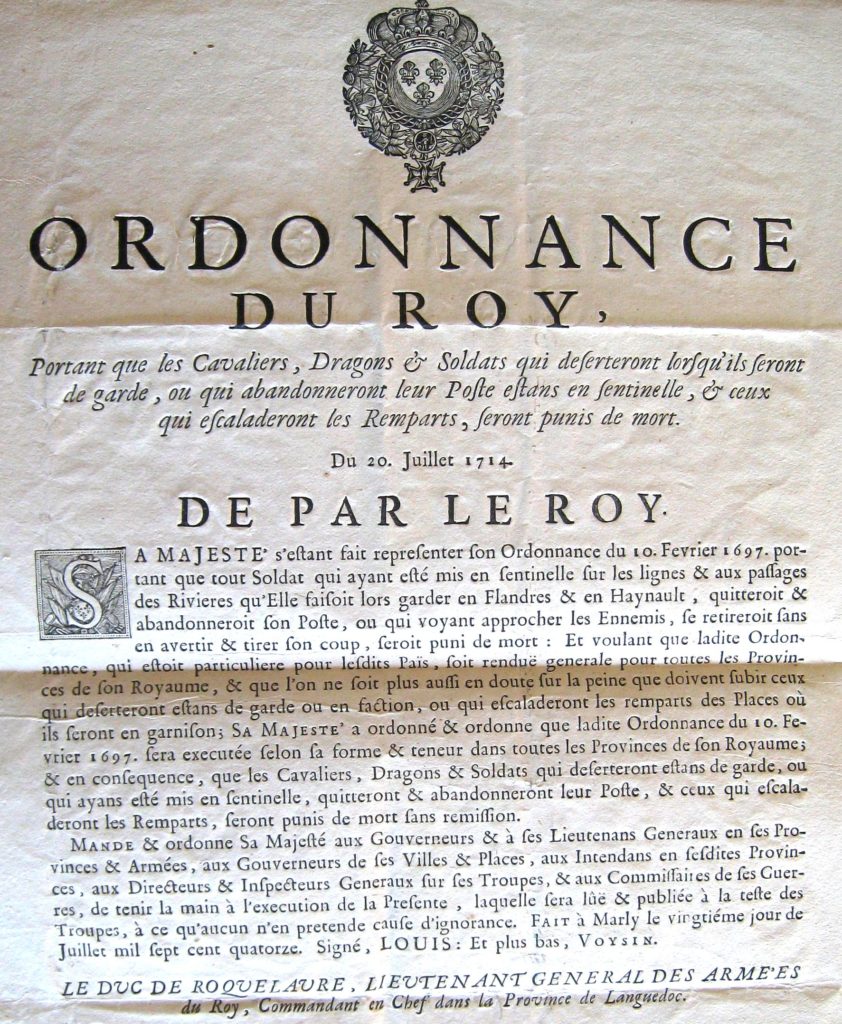 ORDONNANCE
DU ROY,
Portant que les Cavaliers, Dragons & Soldats qui deſerteront lorſqu'ils ſeront
de garde, ou qui abandonneront leur Poſte eſtans en ſentinelle, & ceux
qui eſcaladeront les Remparts, ſeront punis de mort.
Du 20. Juillet 1714.
DE PAR LE ROY.
SA MAJESTE' s'eſtant fait repreſenter ſon Ordonnance du 10. Fevrier 1697. por-
tant que tout Soldat qui ayant eſté mis en ſentinelle ſur les lignes & aux paſſages
des Rivieres qu'Elle faiſoit lors garder en Flandres & en Haynault, quitteroit &
abandonneroit ſon Poſte, ou qui voyant approcher les Ennemis, ſe retireroit ſans
en avertir & tirer ſon coup, ſeroit puni de mort : Et voulant que ladite Ordon-
nance, qui eſtoit particuliere pour leſdits Païs, ſoit renduë generale pour toutes les Provin-
ces de ſon Royaume, & que l'on ne ſoit plus auſſi en doute ſur la peine que doivent ſubir ceux
qui deſerteront eſtans de garde ou en faction, ou qui eſcaladeront les remparts des Places où
ils ſeront en garniſon; SA MAJESTE' a ordonné & ordonne que ladite Ordonnance du 10. Fe-
vrier 1697. ſera executée ſelon ſa forme & teneur dans toutes les Provinces de ſon Royaume;
& en conſequence, que les Cavaliers, Dragons & Soldats qui deſerteront eſtans de garde, ou
qui ayans eſté mis en ſentinelle, quitteront & abandonneront leur Poſte, & ceux qui eſcala-
deront les Remparts, ſeront punis de mort ſans remiſſion.
MANDE & ordonne Sa Majeſté aux Gouverneurs & à ſes Lieutenans Generaux en ſes Pro-
vinces & Armées, aux Gouverneurs de ſes Villes & Places, aux Intendans en ſeſdites Provin-
ces, aux Directeurs & Inſpecteurs Generaux ſur ſes Troupes, & aux Commiſſaires de ſes Guer-
res, de tenir la main à l'execution de la Preſente, laquelle ſera lûë & publiée à la teſte des
Troupes, à ce qu'aucun n'en pretende cauſe d'ignorance. FAIT à Marly le vingtiéme jour de
Juillet mil ſept cent quatorze. Signé, LOUIS: Et plus bas, VOYSIN.
LE DUC DE ROQUELAURE, LIEUTENANT GENERAL DES ARME'ES
du Roy, Commandant en Chef dans la Province de Languedoc.